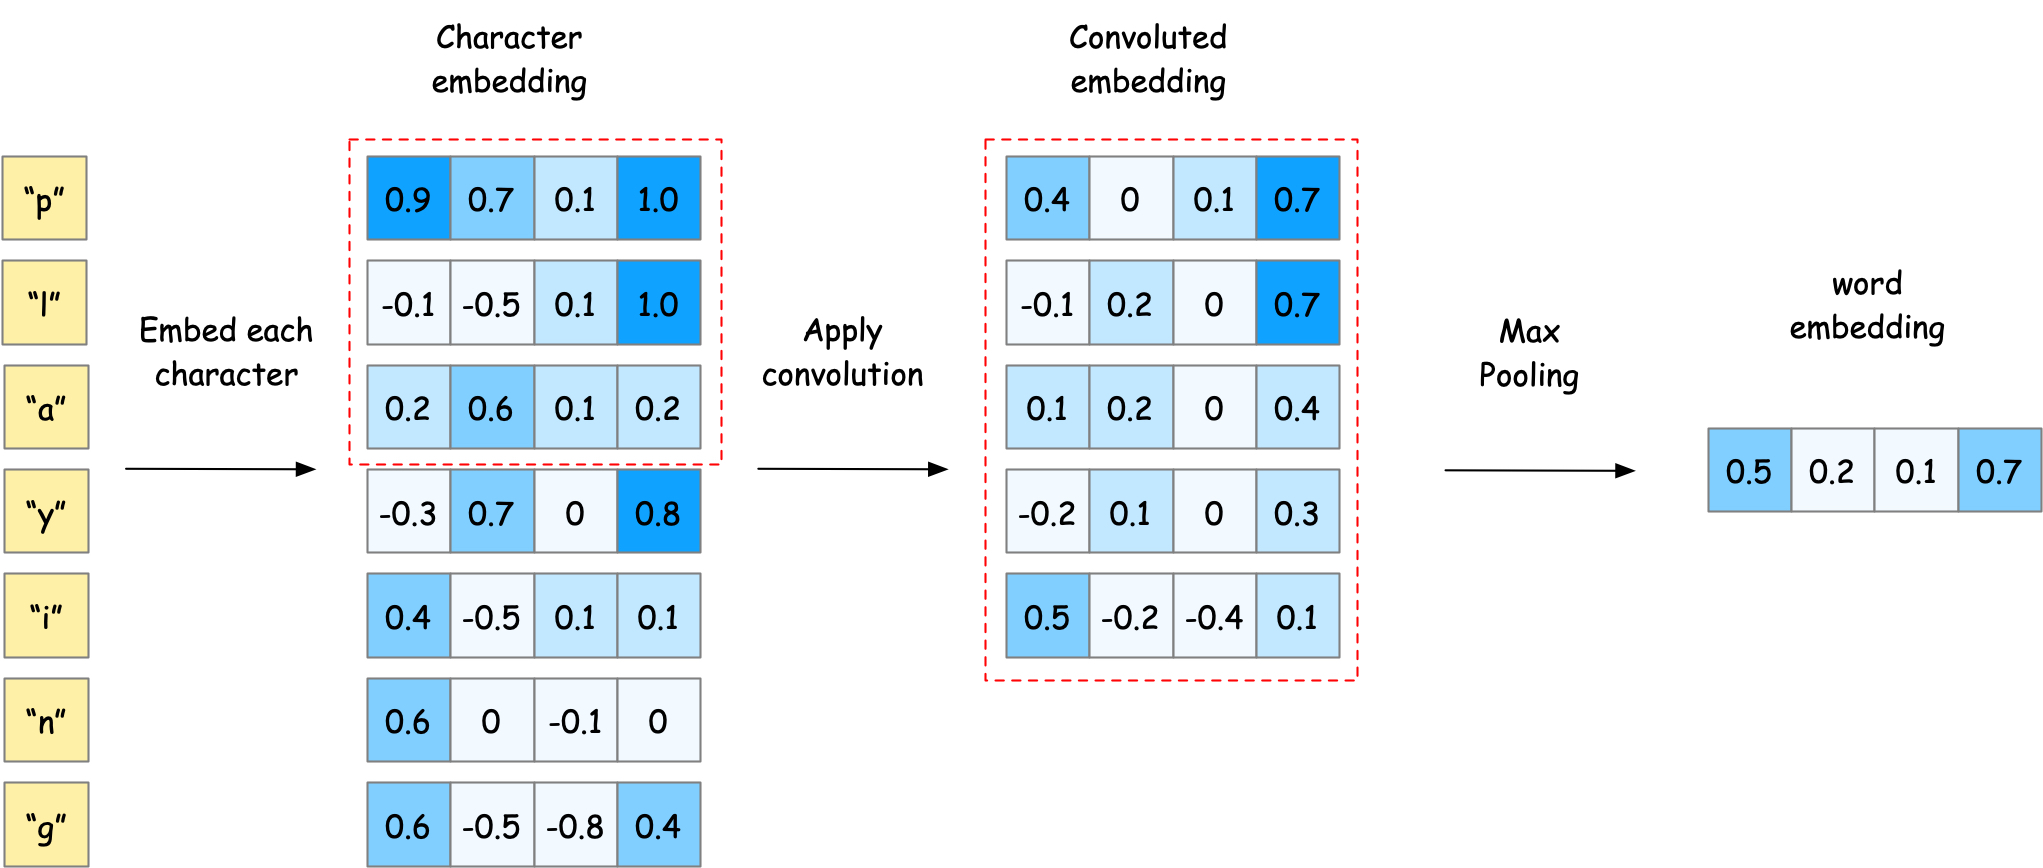 Character
embedding
Convoluted
embedding
“p”
0.9 0.7 0.1 1.0
0.4 0 0.1 0.7
“l”
-0.1 -0.5 0.1 1.0
-0.1 0.2 0 0.7
Embed each
character
Apply
convolution
Max
Pooling
word
embedding
“a”
0.2 0.6 0.1 0.2
0.1 0.2 0 0.4
0.5 0.2 0.1 0.7
“y”
-0.3 0.7 0 0.8
-0.2 0.1 0 0.3
“i”
0.4 -0.5 0.1 0.1
0.5 -0.2 -0.4 0.1
“n”
0.6 0 -0.1 0
“g”
0.6 -0.5 -0.8 0.4